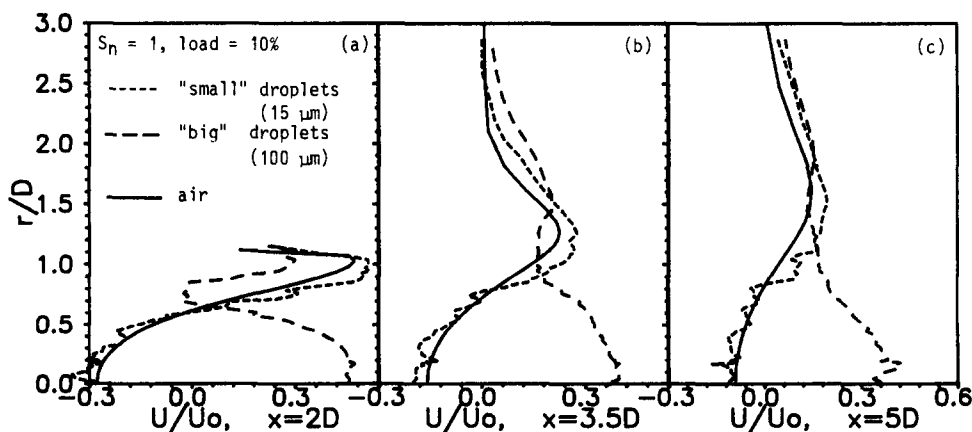 3.0
Sn = 1, load = 10% (a)
(b)
(c)
2.5
"small" droplets
(15 μm)
2.0
"big" droplets
(100 μm)
1.5
air
r/D
1.0
0.5
0.0
-0.3 0.0 0.3 -0.3 0.0 0.3 -0.3 0.0 0.3 0.6
U/Uo, x=2D U/Uo, x=3.5D U/Uo, x=5D